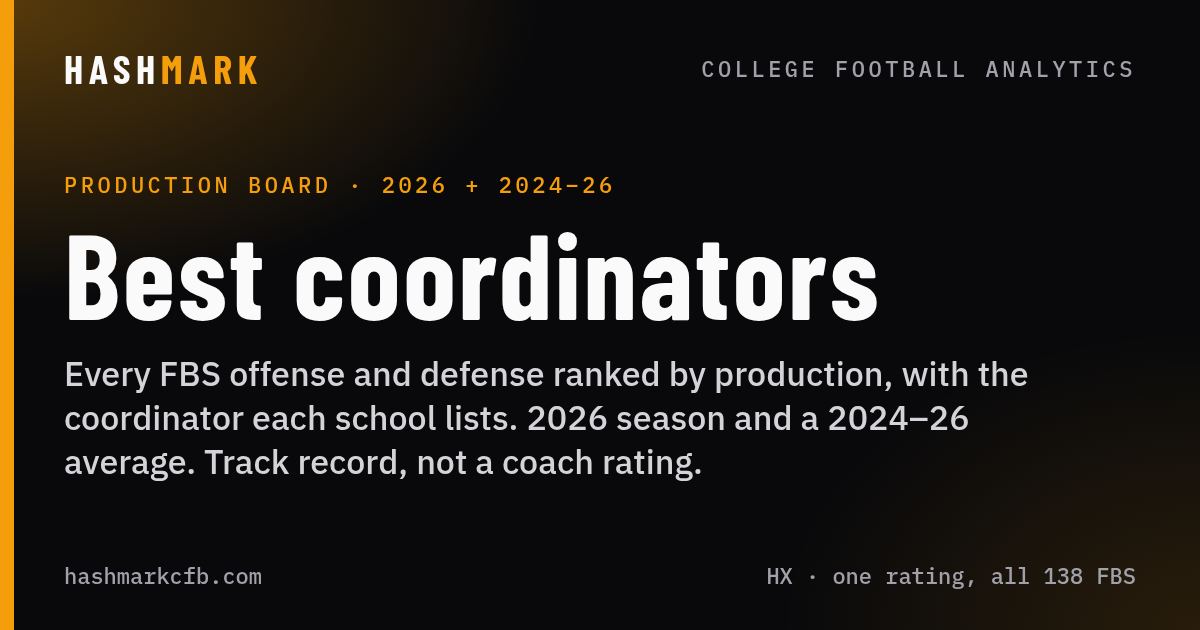 HASHMARK
COLLEGE FOOTBALL ANALYTICS
PRODUCTION BOARD · 2026 + 2024–26
Best coordinators
Every FBS offense and defense ranked by production, with the
coordinator each school lists. 2026 season and a 2024–26
average. Track record, not a coach rating.
hashmarkcfb.com
HX · one rating, all 138 FBS